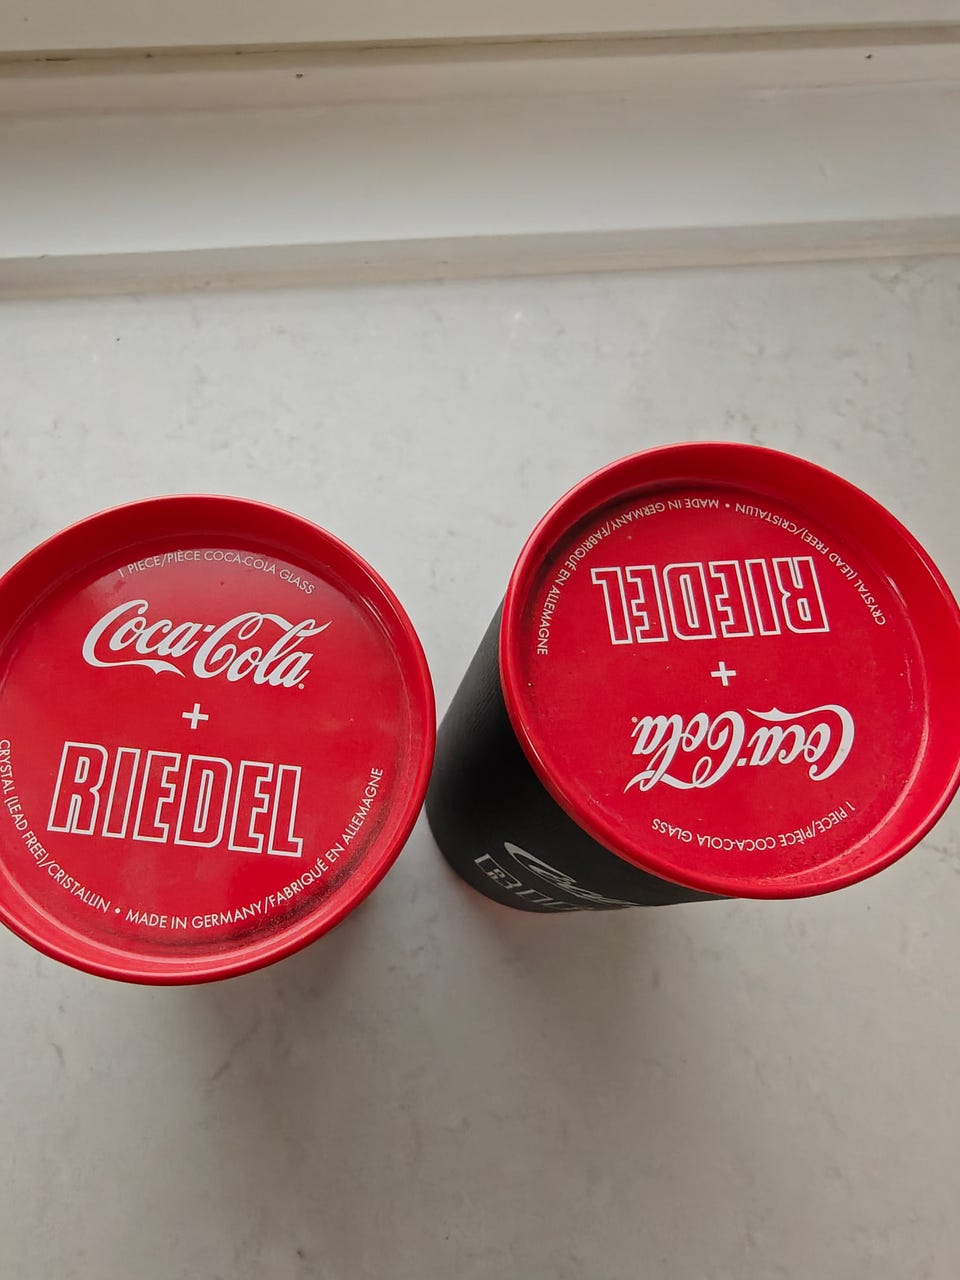 1 PIECE/PIÈCE COCA-COLA GLASS
Coca-Cola
+
RIEDEL
CRYSTAL (LEAD FREE)/CRISTALLIN • MADE IN GERMANY/FABRIQUÉ EN ALLEMAGNE
1 PIECE/PIÈCE COCA-COLA GLASS
Coca-Cola
+
RIEDEL
CRYSTAL (LEAD FREE)/CRISTALLIN • MADE IN GERMANY/FABRIQUÉ EN ALLEMAGNE